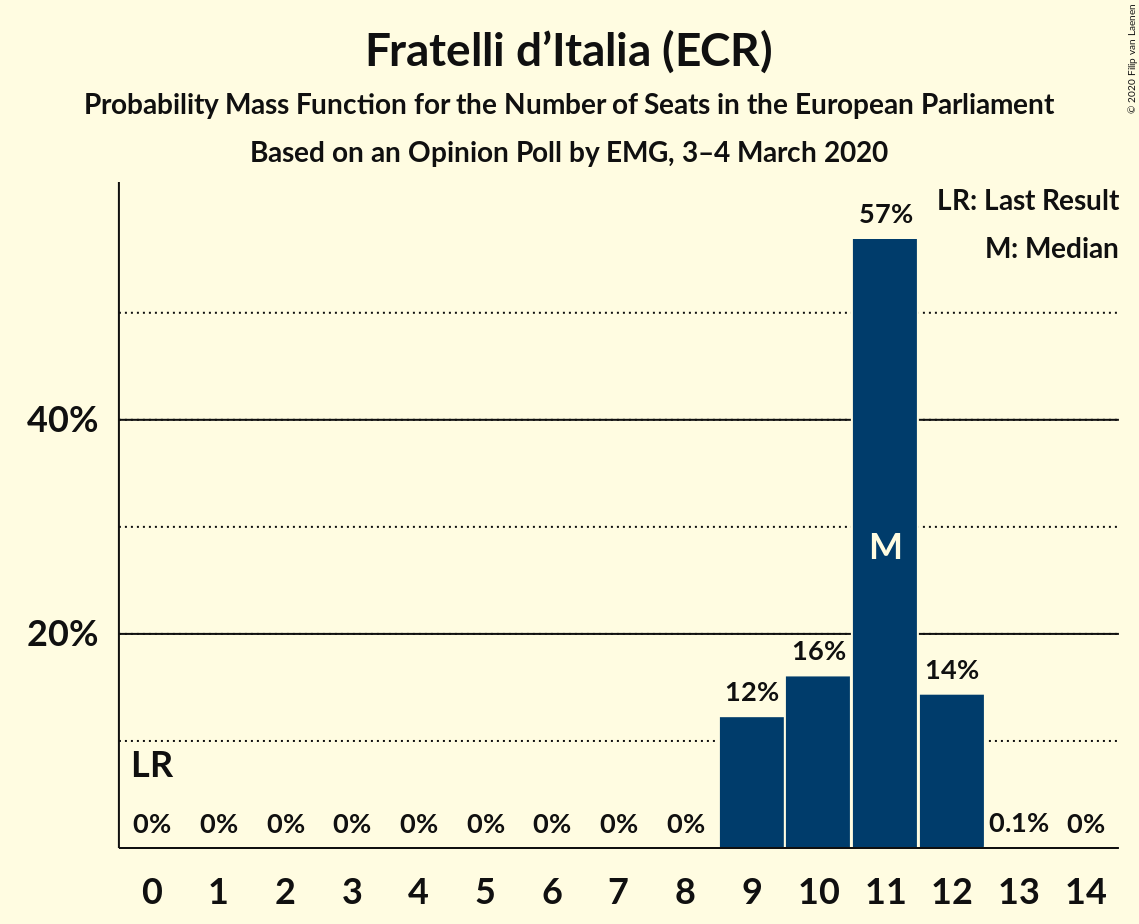 Fratelli d’Italia (ECR)
Probability Mass Function for the Number of Seats in the European Parliament
Based on an Opinion Poll by EMG, 3–4 March 2020
© 2020 Filip van Laenen
LR: Last Result
M: Median
57%
40%
M
20%
16%
14%
12%
LR
0% 0% 0% 0% 0% 0% 0% 0% 0% 0.1% 0%
0 1 2 3 4 5 6 7 8 9 10 11 12 13 14